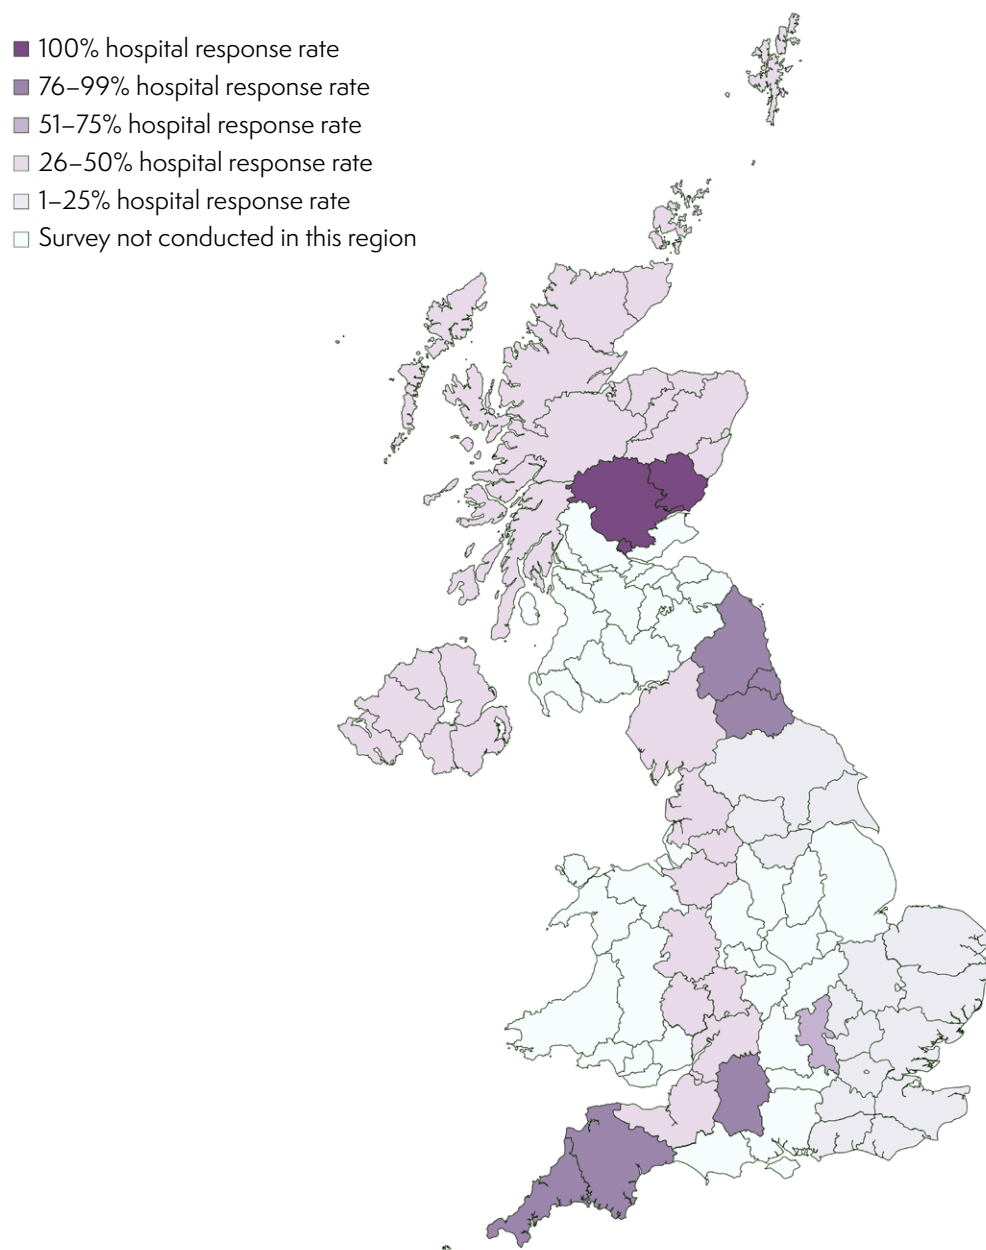 100% hospital response rate
76–99% hospital response rate
51–75% hospital response rate
26–50% hospital response rate
1–25% hospital response rate
Survey not conducted in this region